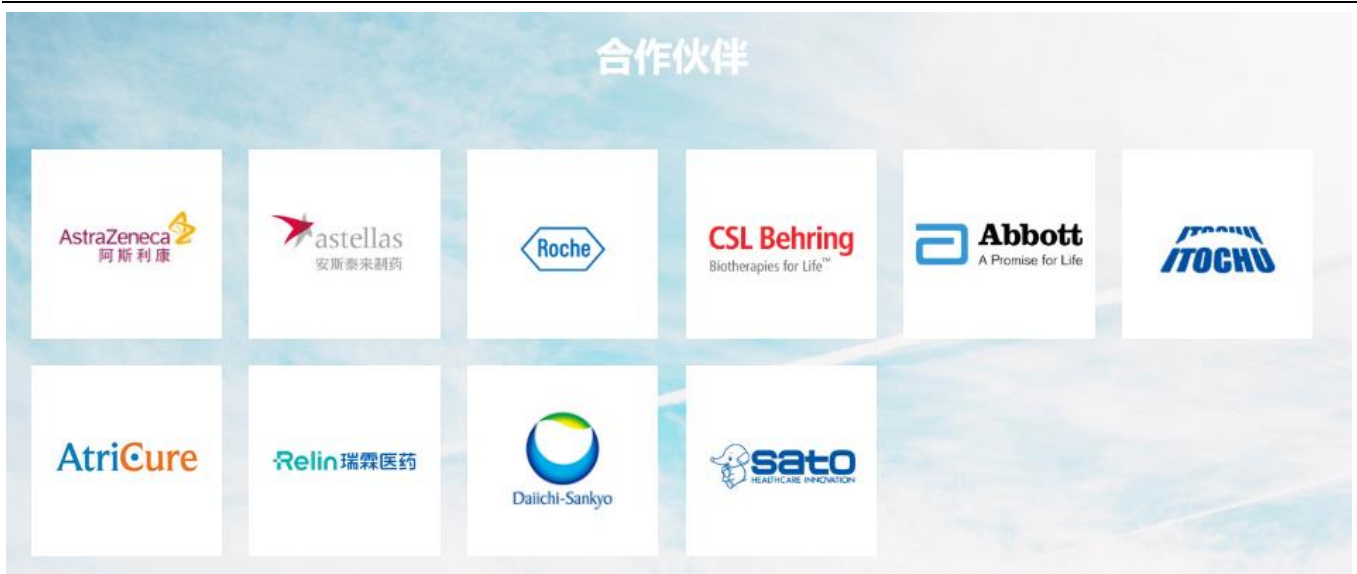 合作伙伴
AstraZeneca
阿斯利康
astellas
安斯泰来制药
Roche
CSL Behring
Biotherapies for Life™
Abbott
A Promise for Life
ITOCHU
ITOCHU
AtriCure
Relin瑞霖医药
Daiichi-Sankyo
sato
HEALTHCARE INNOVATION